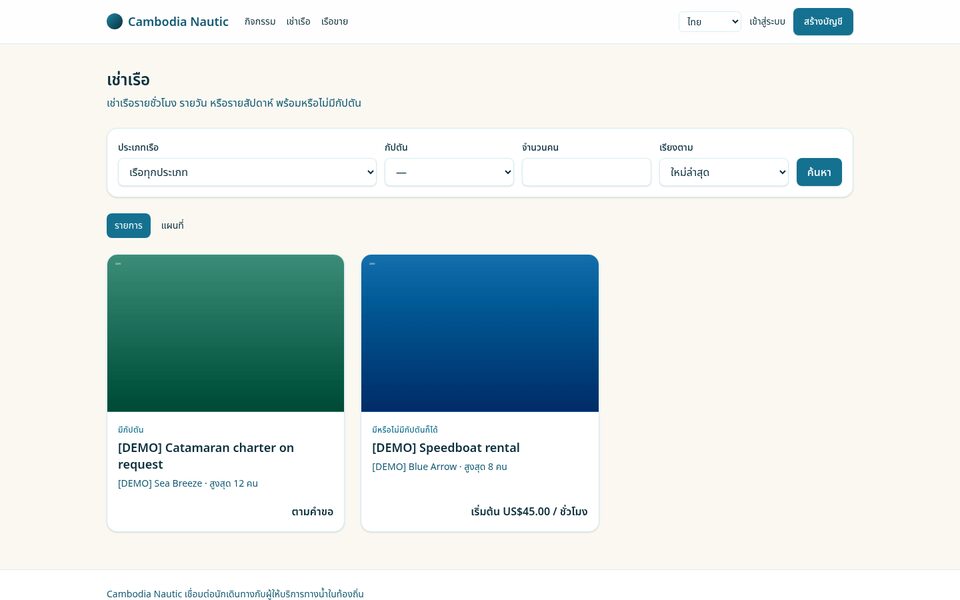 Cambodia Nautic กิจกรรม เช่าเรือ เรือขาย ไทย เข้าสู่ระบบ สร้างบัญชี
เช่าเรือ
เช่าเรือรายชั่วโมง รายวัน หรือรายสัปดาห์ พร้อมหรือไม่มีกัปตัน
ประเภทเรือ กัปตัน จำนวนคน เรียงตาม
เรือทุกประเภท — ใหม่ล่าสุด ค้นหา
รายการ แผนที่
มีกัปตัน
[DEMO] Catamaran charter on
request
[DEMO] Sea Breeze · สูงสุด 12 คน
ตามคำขอ
มีหรือไม่มีกัปตันก็ได้
[DEMO] Speedboat rental
[DEMO] Blue Arrow · สูงสุด 8 คน
เริ่มต้น US$45.00 / ชั่วโมง
Cambodia Nautic เชื่อมต่อนักเดินทางกับผู้ให้บริการทางน้ำในท้องถิ่น